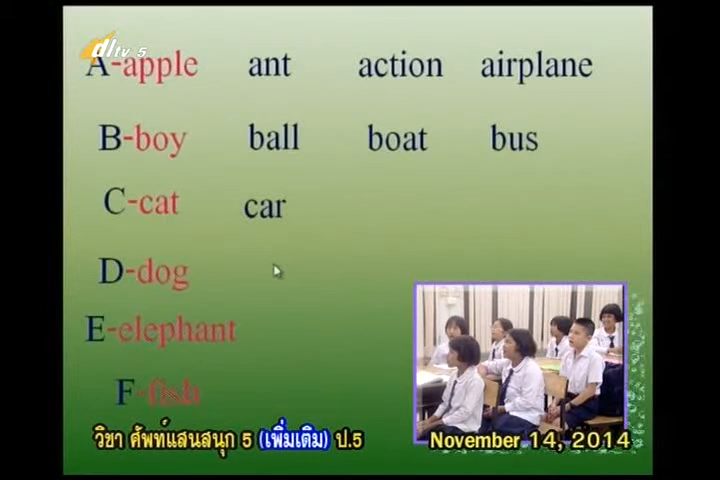 dltv 5
A-apple ant action airplane
B-boy ball boat bus
C-cat car
D-dog
E-elephant
F-fish
วิชา ศัพท์แสนสนุก 5 (เพิ่มเติม) ป.5
November 14, 2014